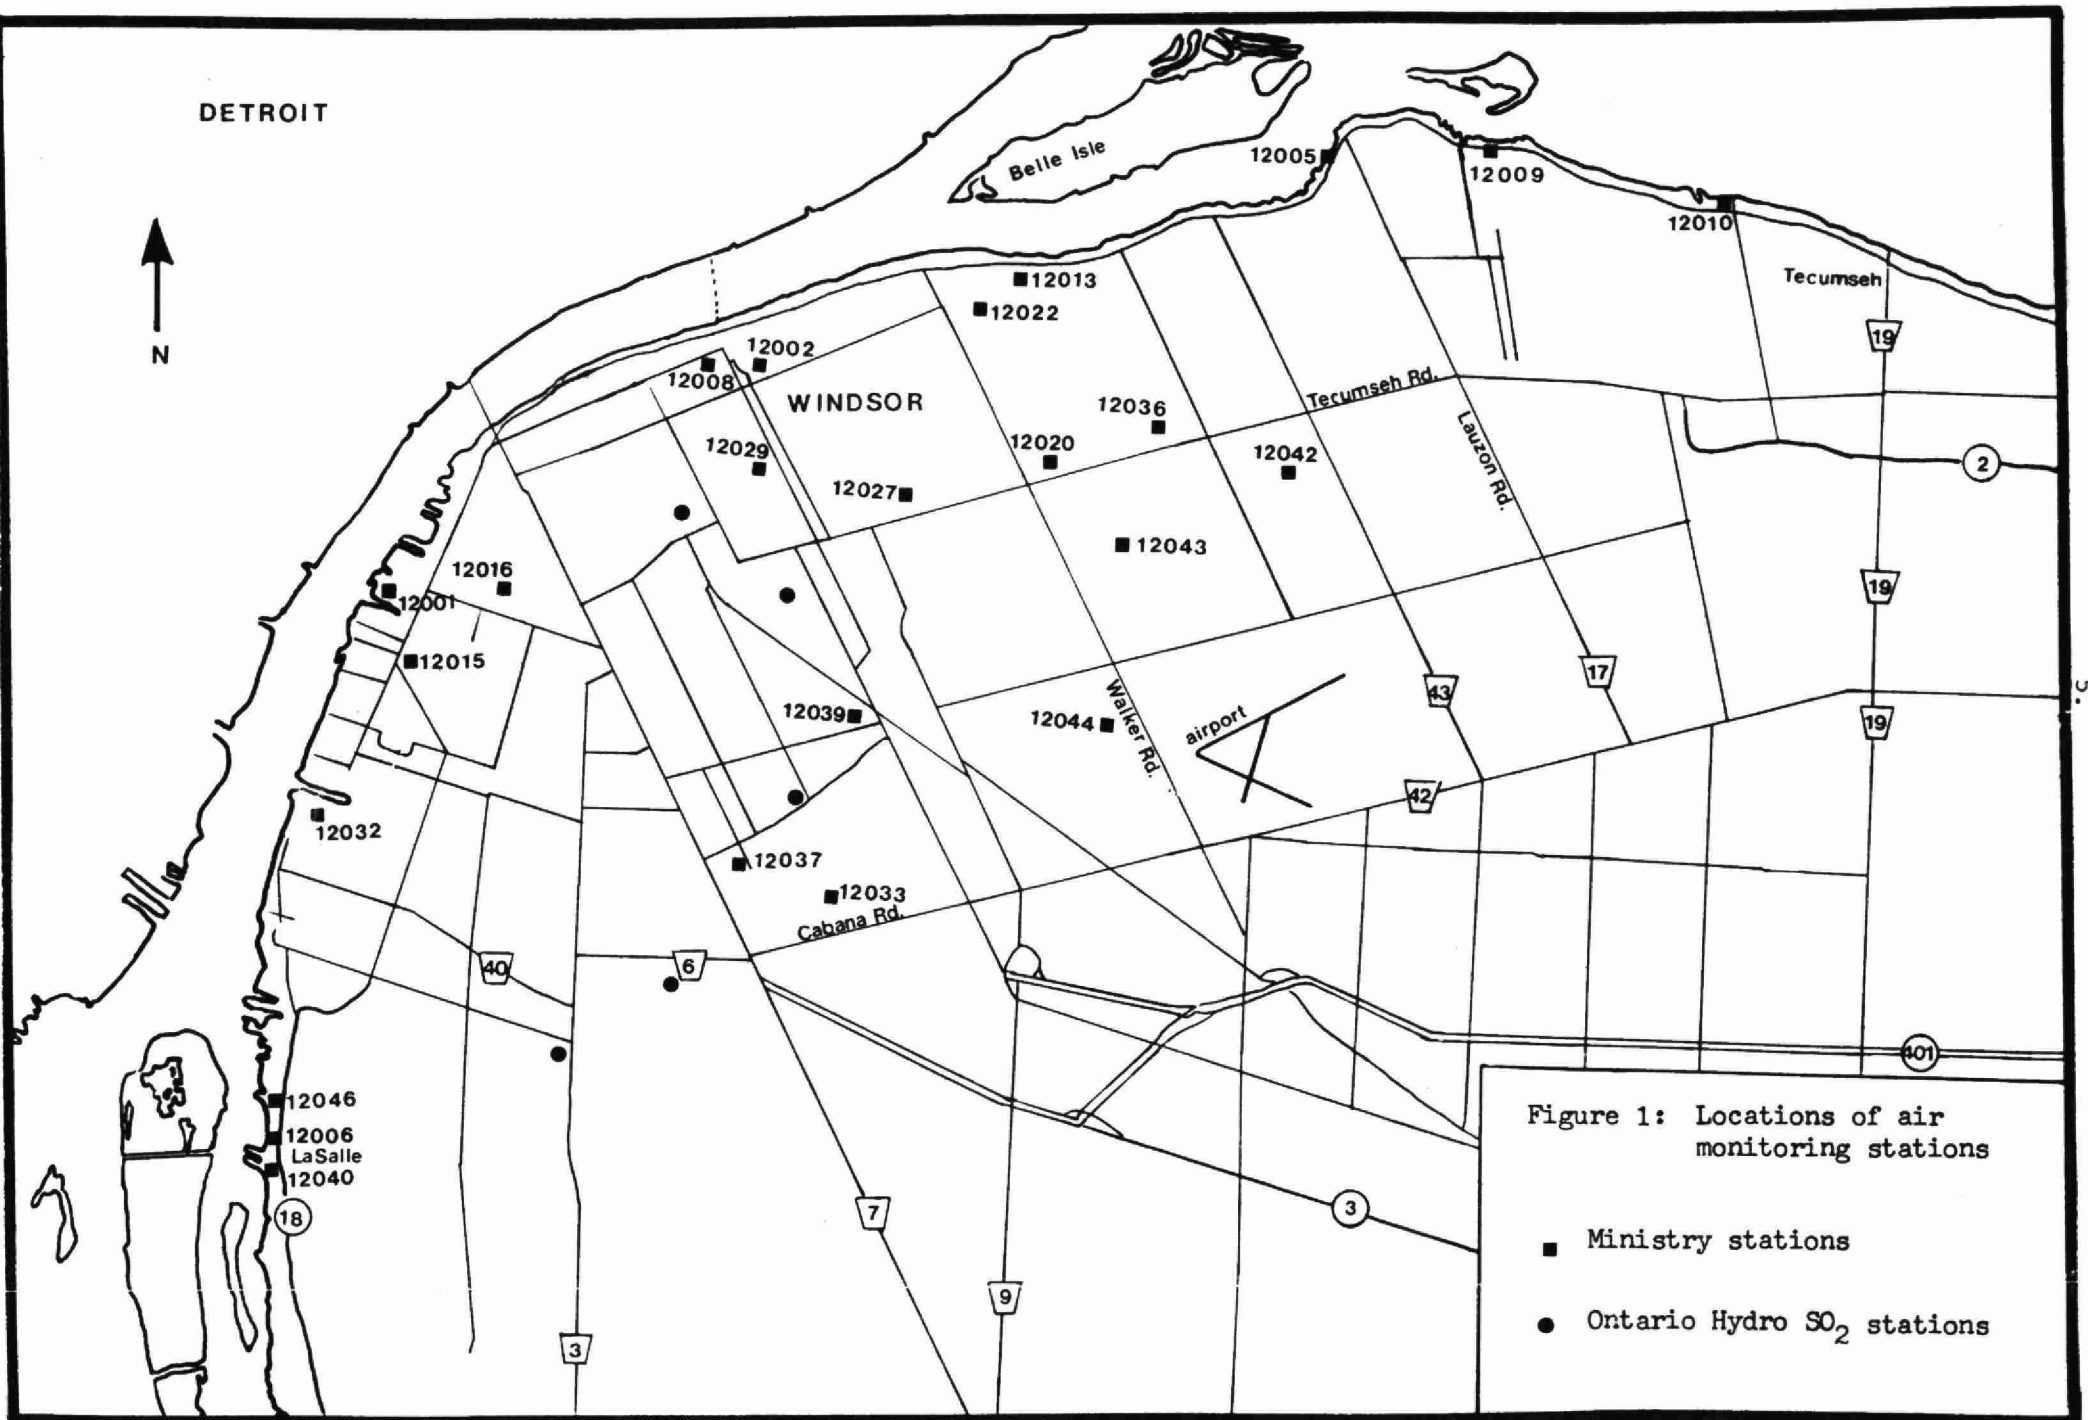 DETROIT
Belle Isle
12005
12009
12010
N
12013
Tecumseh
12022
19
12002
12008
WINDSOR
Tecumseh Rd.
12036
12029
12020
Lauzon Rd.
12042
2
12027
12043
12016
19
12001
12015
17
43
5.
12039
12044
Walker Rd.
airport
19
42
12032
12037
12033
Cabana Rd.
40
6
401
12046
12006
LaSalle
12040
18
7
3
9
3
Figure 1: Locations of air
monitoring stations
Ministry stations
Ontario Hydro SO2 stations